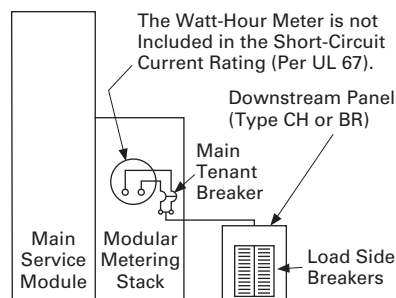 The Watt-Hour Meter is not
Included in the Short-Circuit
Current Rating (Per UL 67).
Downstream Panel
(Type CH or BR)
Main
Tenant
Breaker
Main
Service
Module
Modular
Metering
Stack
Load Side
Breakers